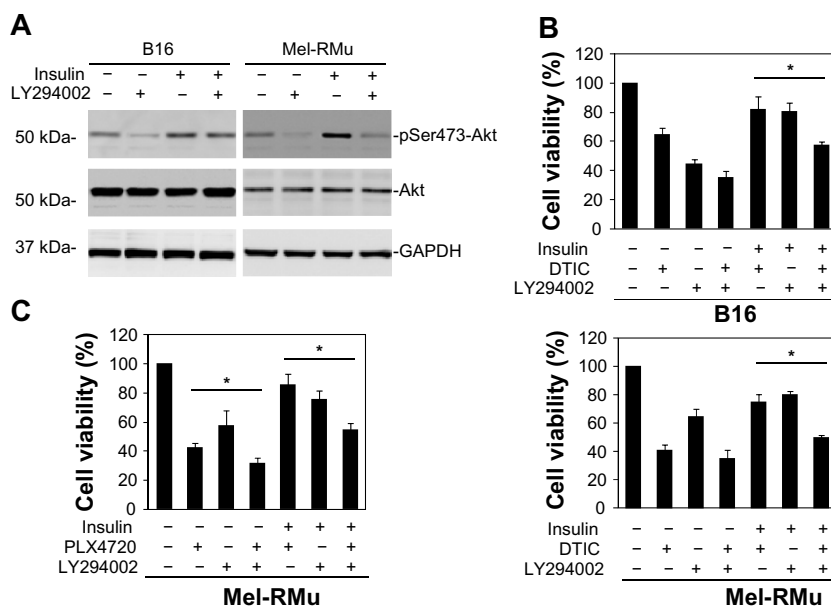 A
B16 Mel-RMu
Insulin – – + + – – + +
LY294002 – + – + – + – +
50 kDa- -pSer473-Akt
50 kDa- -Akt
37 kDa- -GAPDH
B
Cell viability (%)
120
100
80
60
40
20
0
*
Insulin – – – – + + +
DTIC – + – + + – +
LY294002 – – + + – + +
B16
Cell viability (%)
120
100
80
60
40
20
0
*
Insulin – – – – + + +
DTIC – + – + + – +
LY294002 – – + + – + +
Mel-RMu
C
Cell viability (%)
120
100
80
60
40
20
0
* *
Insulin – – – – + + +
PLX4720 – + – + + – +
LY294002 – – + + – + +
Mel-RMu